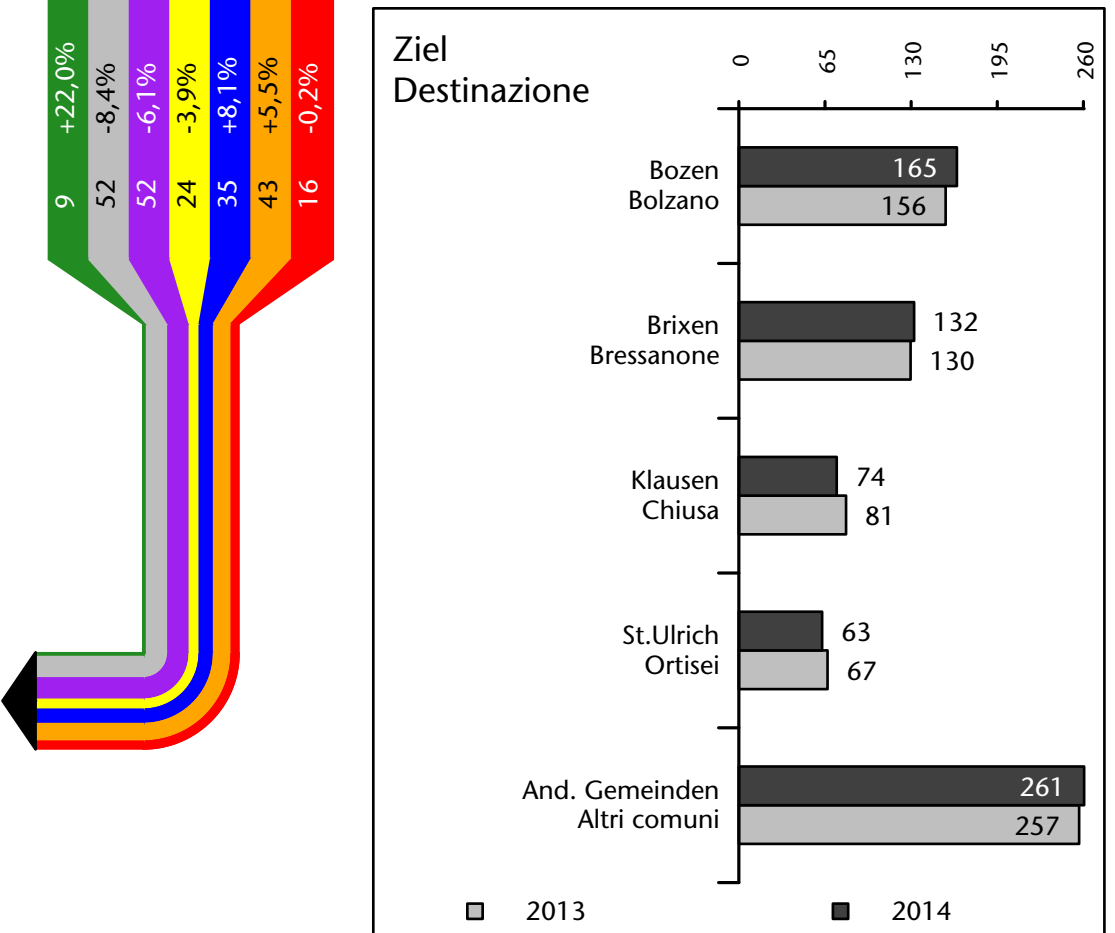 9 +22,0%
52 -8,4%
52 -6,1%
24 -3,9%
35 +8,1%
43 +5,5%
16 -0,2%
Ziel
Destinazione
0 65 130 195 260
Bozen
Bolzano
165
156
Brixen
Bressanone
132
130
Klausen
Chiusa
74
81
St.Ulrich
Ortisei
63
67
And. Gemeinden
Altri comuni
261
257
2013 2014